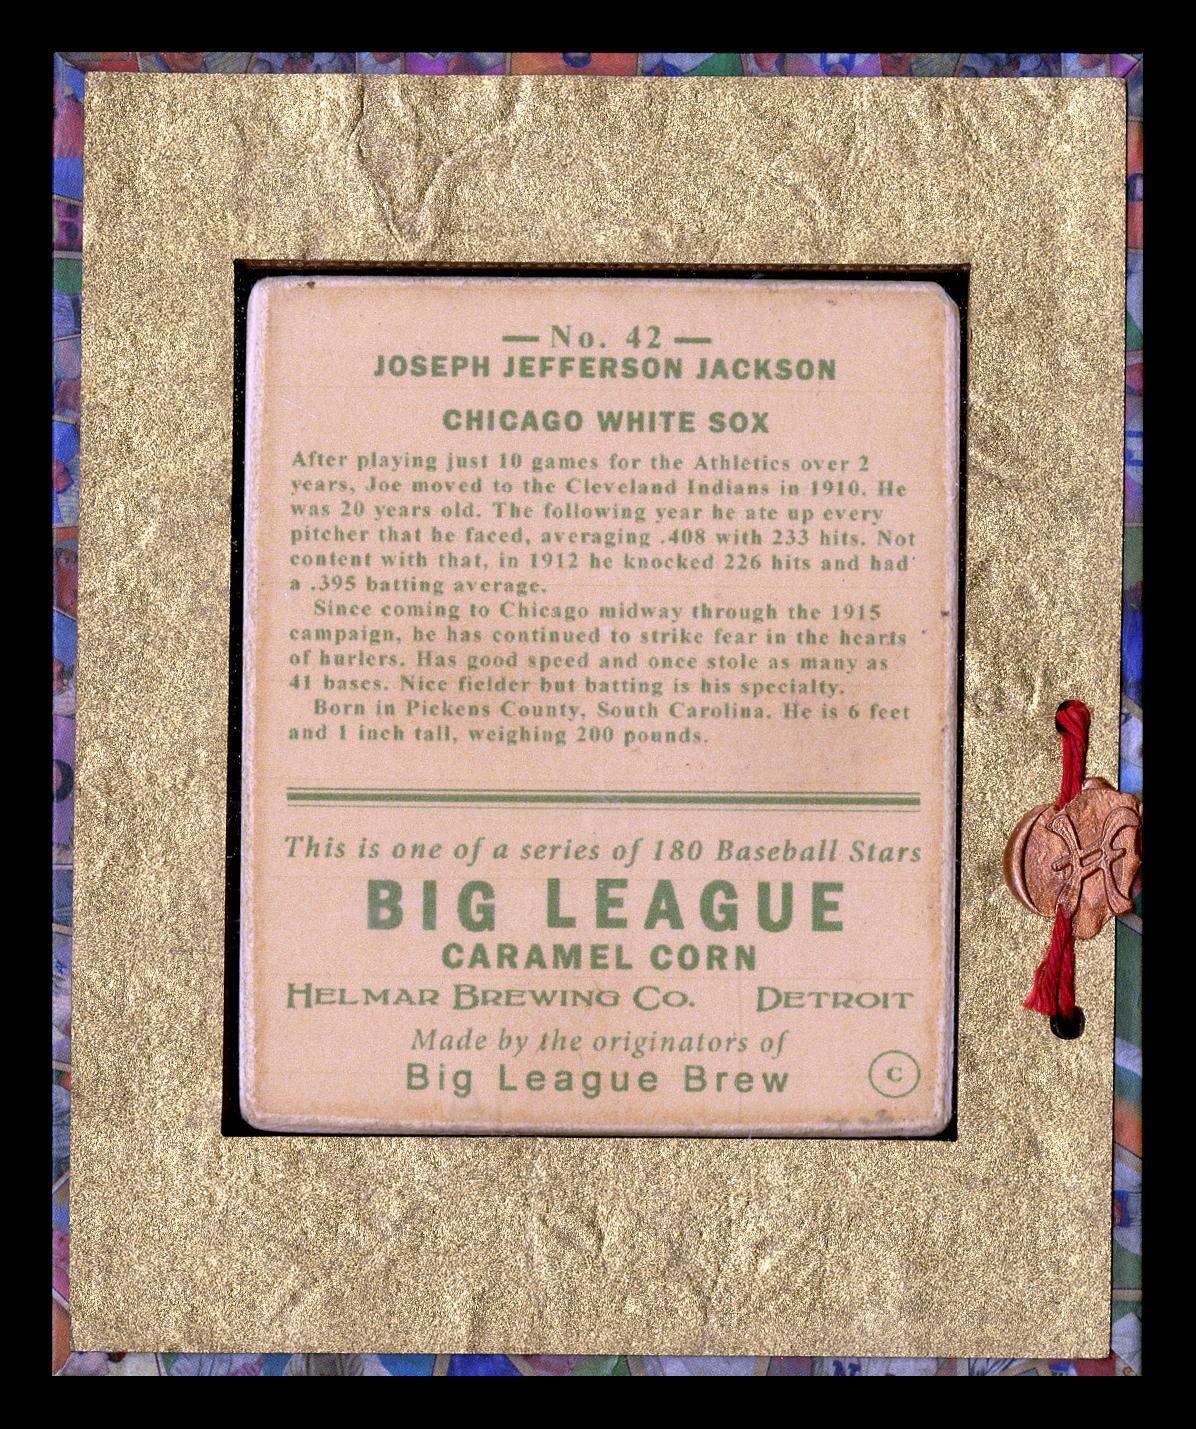 — No. 42 —
JOSEPH JEFFERSON JACKSON
CHICAGO WHITE SOX
After playing just 10 games for the Athletics over 2
years, Joe moved to the Cleveland Indians in 1910. He
was 20 years old. The following year he ate up every
pitcher that he faced, averaging .408 with 233 hits. Not
content with that, in 1912 he knocked 226 hits and had
a .395 batting average.
Since coming to Chicago midway through the 1915
campaign, he has continued to strike fear in the hearts
of hurlers. Has good speed and once stole as many as
41 bases. Nice fielder but batting is his specialty.
Born in Pickens County, South Carolina. He is 6 feet
and 1 inch tall, weighing 200 pounds.
This is one of a series of 180 Baseball Stars
BIG LEAGUE
CARAMEL CORN
HELMAR BREWING CO. DETROIT
Made by the originators of
Big League Brew
C